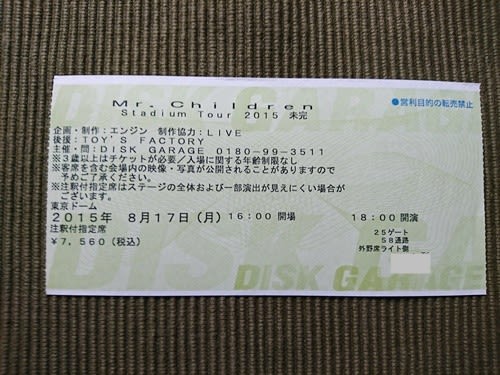 DISK GARAGE
Mr. Children
Stadium Tour 2015 未完
●営利目的の転売禁止
企画・制作：エンジン 制作協力：LIVE
後援：TOY'S FACTORY
主催・問：DISK GARAGE 0180-99-3511
※3歳以上はチケットが必要／入場に関する年齢制限なし
※客席を含む会場内の映像・写真が公開されることがありますので
予めご了承ください。
※注釈付指定席はステージの全体および一部演出が見えにくい場合が
ございます。
東京ドーム
2015年 8月17日(月) 16:00 開場 18:00 開演
注釈付指定席
￥7,560(税込)
25ゲート
58通路
外野席ライト側
DISK GARAGE